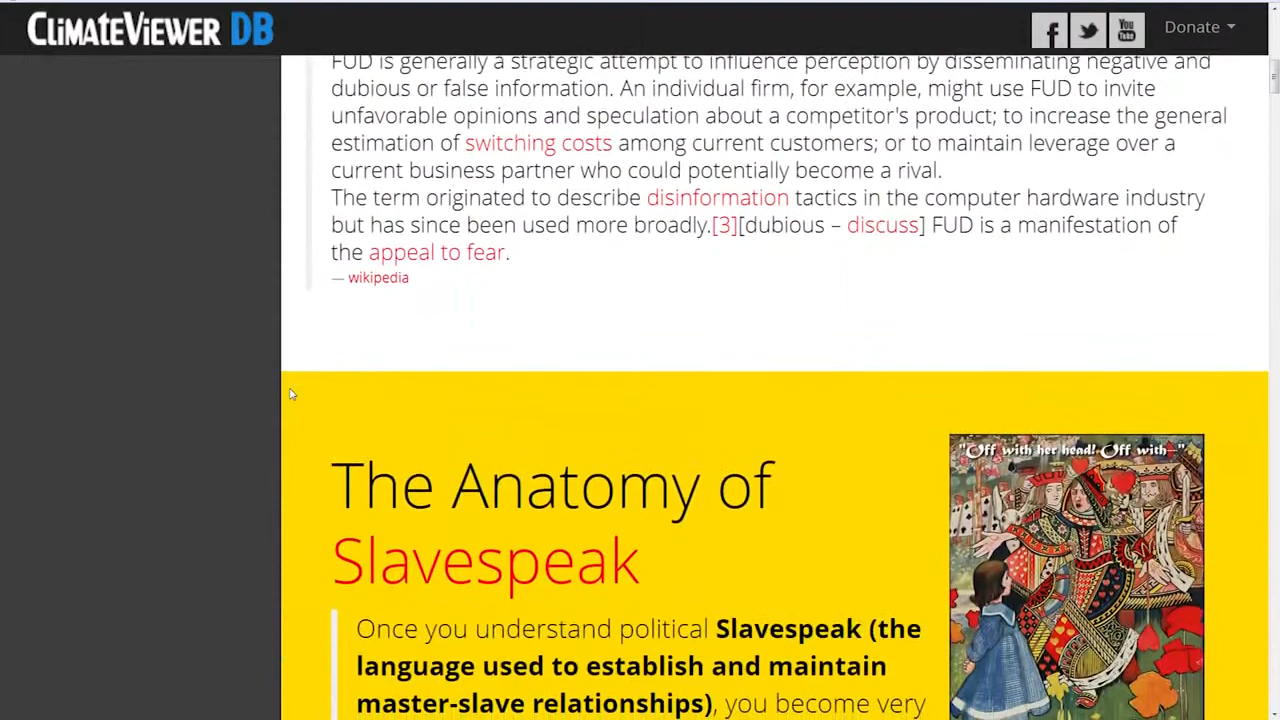 CLIMATEVIEWER DB
f
You
Tube
Donate
FUD is generally a strategic attempt to influence perception by disseminating negative and
dubious or false information. An individual firm, for example, might use FUD to invite
unfavorable opinions and speculation about a competitor's product; to increase the general
estimation of switching costs among current customers; or to maintain leverage over a
current business partner who could potentially become a rival.
The term originated to describe disinformation tactics in the computer hardware industry
but has since been used more broadly.[3][dubious – discuss] FUD is a manifestation of
the appeal to fear.
— wikipedia
"Off with her head! Off with—"
The Anatomy of
Slavespeak
Once you understand political Slavespeak (the
language used to establish and maintain
master-slave relationships), you become very